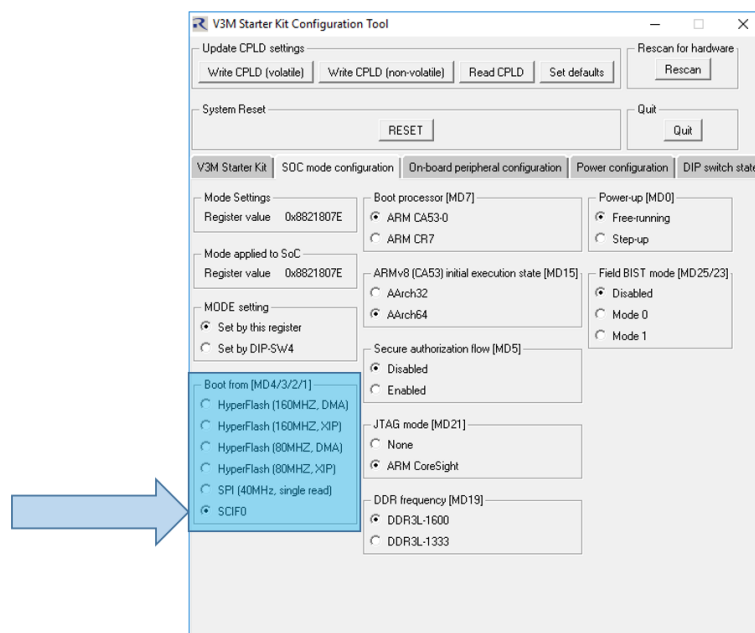 V3M Starter Kit Configuration Tool
Update CPLD settings
Write CPLD (volatile) Write CPLD (non-volatile) Read CPLD Set defaults
Rescan for hardware
Rescan
System Reset
RESET
Quit
Quit
V3M Starter Kit SOC mode configuration On-board peripheral configuration Power configuration DIP switch state
Mode Settings
Register value 0x8821807E
Mode applied to SoC
Register value 0x8821807E
MODE setting
Set by this register
Set by DIP-SW4
Boot from [MD4/3/2/1]
HyperFlash (160MHZ, DMA)
HyperFlash (160MHZ, XIP)
HyperFlash (80MHZ, DMA)
HyperFlash (80MHZ, XIP)
SPI (40MHz, single read)
SCIF0
Boot processor [MD7]
ARM CA53-0
ARM CR7
ARMv8 (CA53) initial execution state [MD15]
AArch32
AArch64
Secure authorization flow [MD5]
Disabled
Enabled
JTAG mode [MD21]
None
ARM CoreSight
DDR frequency [MD19]
DDR3L-1600
DDR3L-1333
Power-up [MD0]
Free-running
Step-up
Field BIST mode [MD25/23]
Disabled
Mode 0
Mode 1